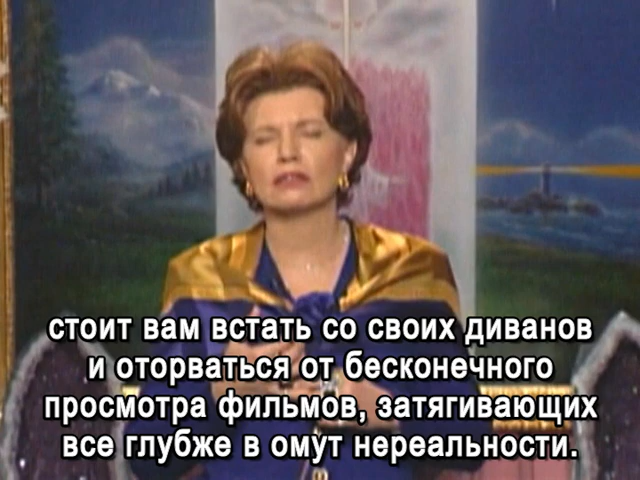 стоит вам встать со своих диванов
и оторваться от бесконечного
просмотра фильмов, затягивающих
все глубже в омут нереальности.